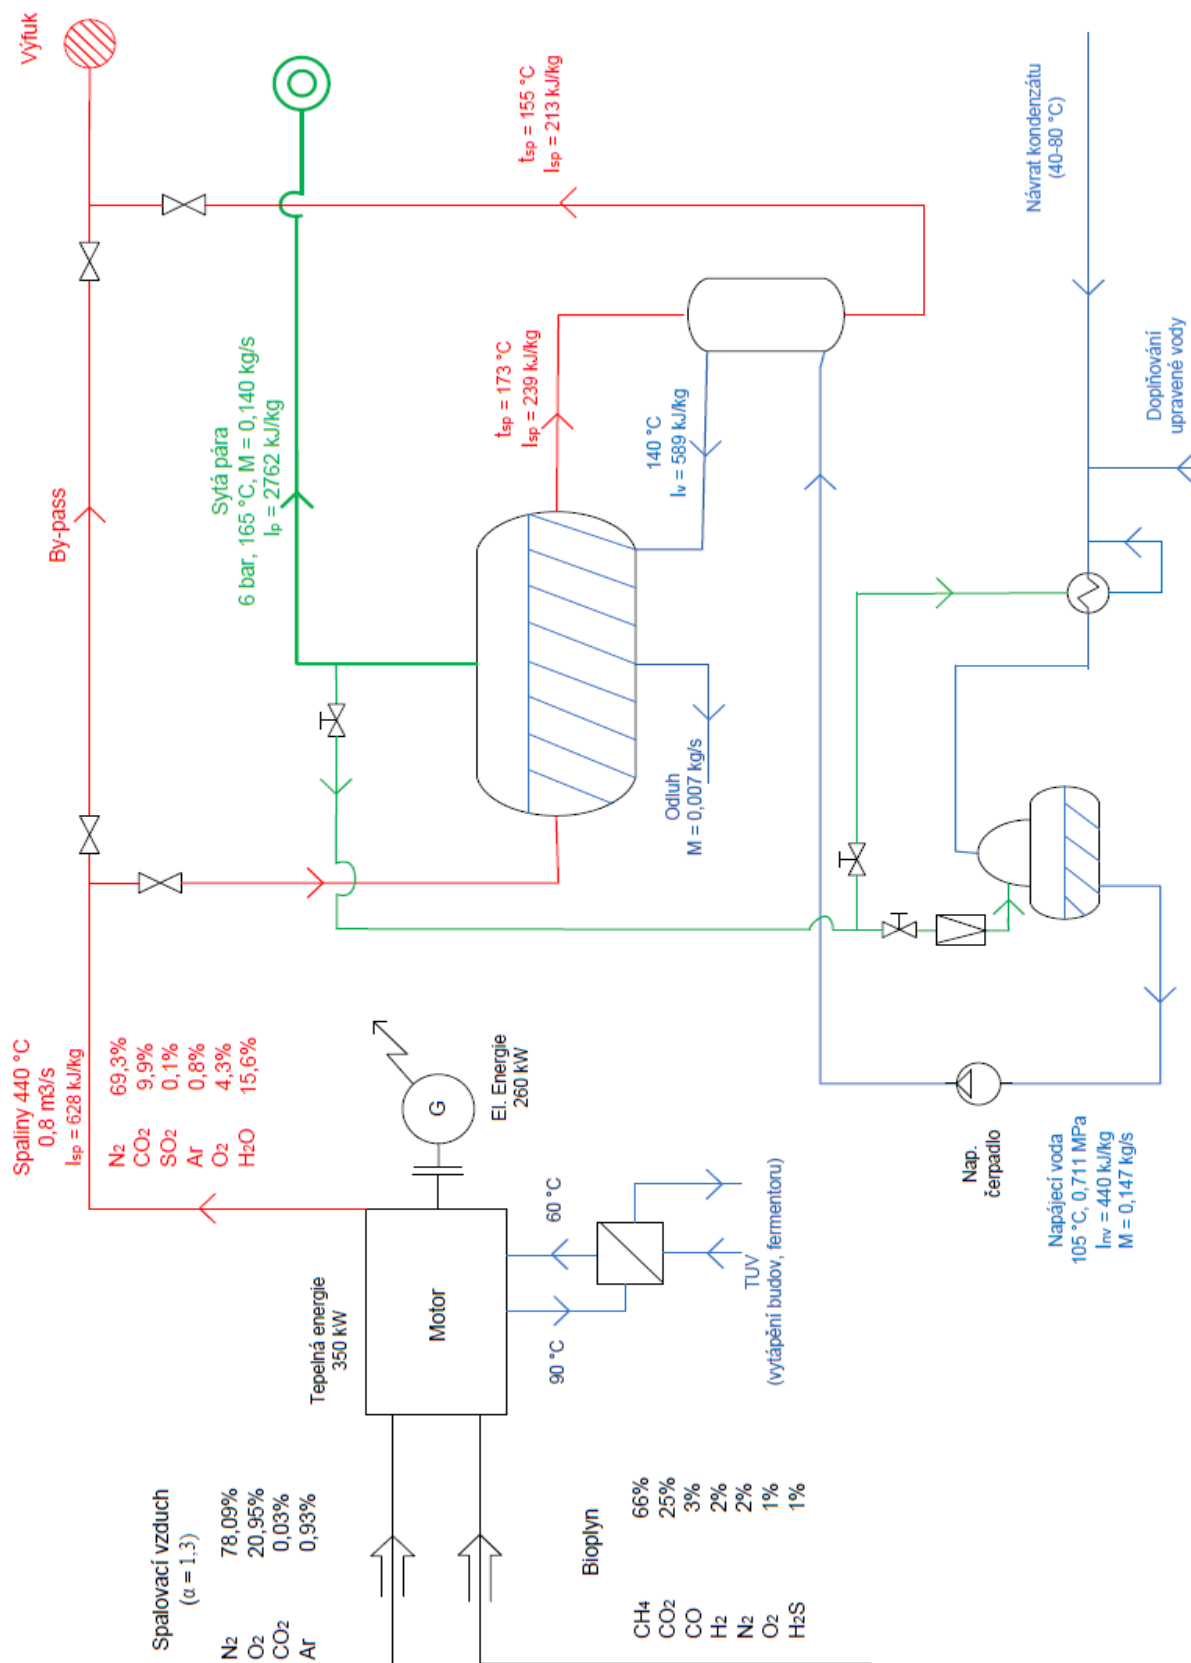 Výfuk
By-pass
Spaliny 440 °C
0,8 m3/s
Isp = 628 kJ/kg
N2 69,3%
CO2 9,9%
SO2 0,1%
Ar 0,8%
O2 4,3%
H2O 15,6%
Sytá pára
6 bar, 165 °C, M = 0,140 kg/s
Ip = 2762 kJ/kg
tsp = 155 °C
Isp = 213 kJ/kg
tsp = 173 °C
Isp = 239 kJ/kg
140 °C
Iv = 589 kJ/kg
Odluh
M = 0,007 kg/s
Návrat kondenzátu
(40-80 °C)
Doplňování
upravené vody
Nap.
čerpadlo
Napájecí voda
105 °C, 0,711 MPa
Inv = 440 kJ/kg
M = 0,147 kg/s
G
El. Energie
260 kW
Tepelná energie
350 kW
Motor
60 °C
90 °C
TUV
(vytápění budov, fermentoru)
Spalovací vzduch
(α = 1,3)
N2 78,09%
O2 20,95%
CO2 0,03%
Ar 0,93%
Bioplyn
CH4 66%
CO2 25%
CO 3%
H2 2%
N2 2%
O2 1%
H2S 1%